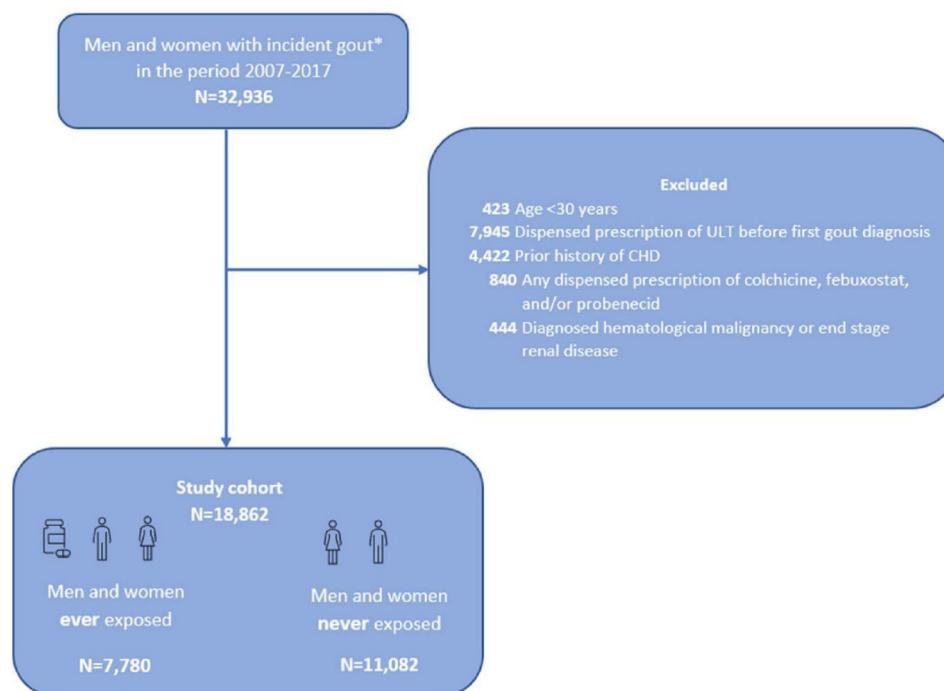 Men and women with incident gout*
in the period 2007-2017
N=32,936
Excluded
423 Age <30 years
7,945 Dispensed prescription of ULT before first gout diagnosis
4,422 Prior history of CHD
840 Any dispensed prescription of colchicine, febuxostat,
and/or probenecid
444 Diagnosed hematological malignancy or end stage
renal disease
Study cohort
N=18,862
Men and women
ever exposed
N=7,780
Men and women
never exposed
N=11,082